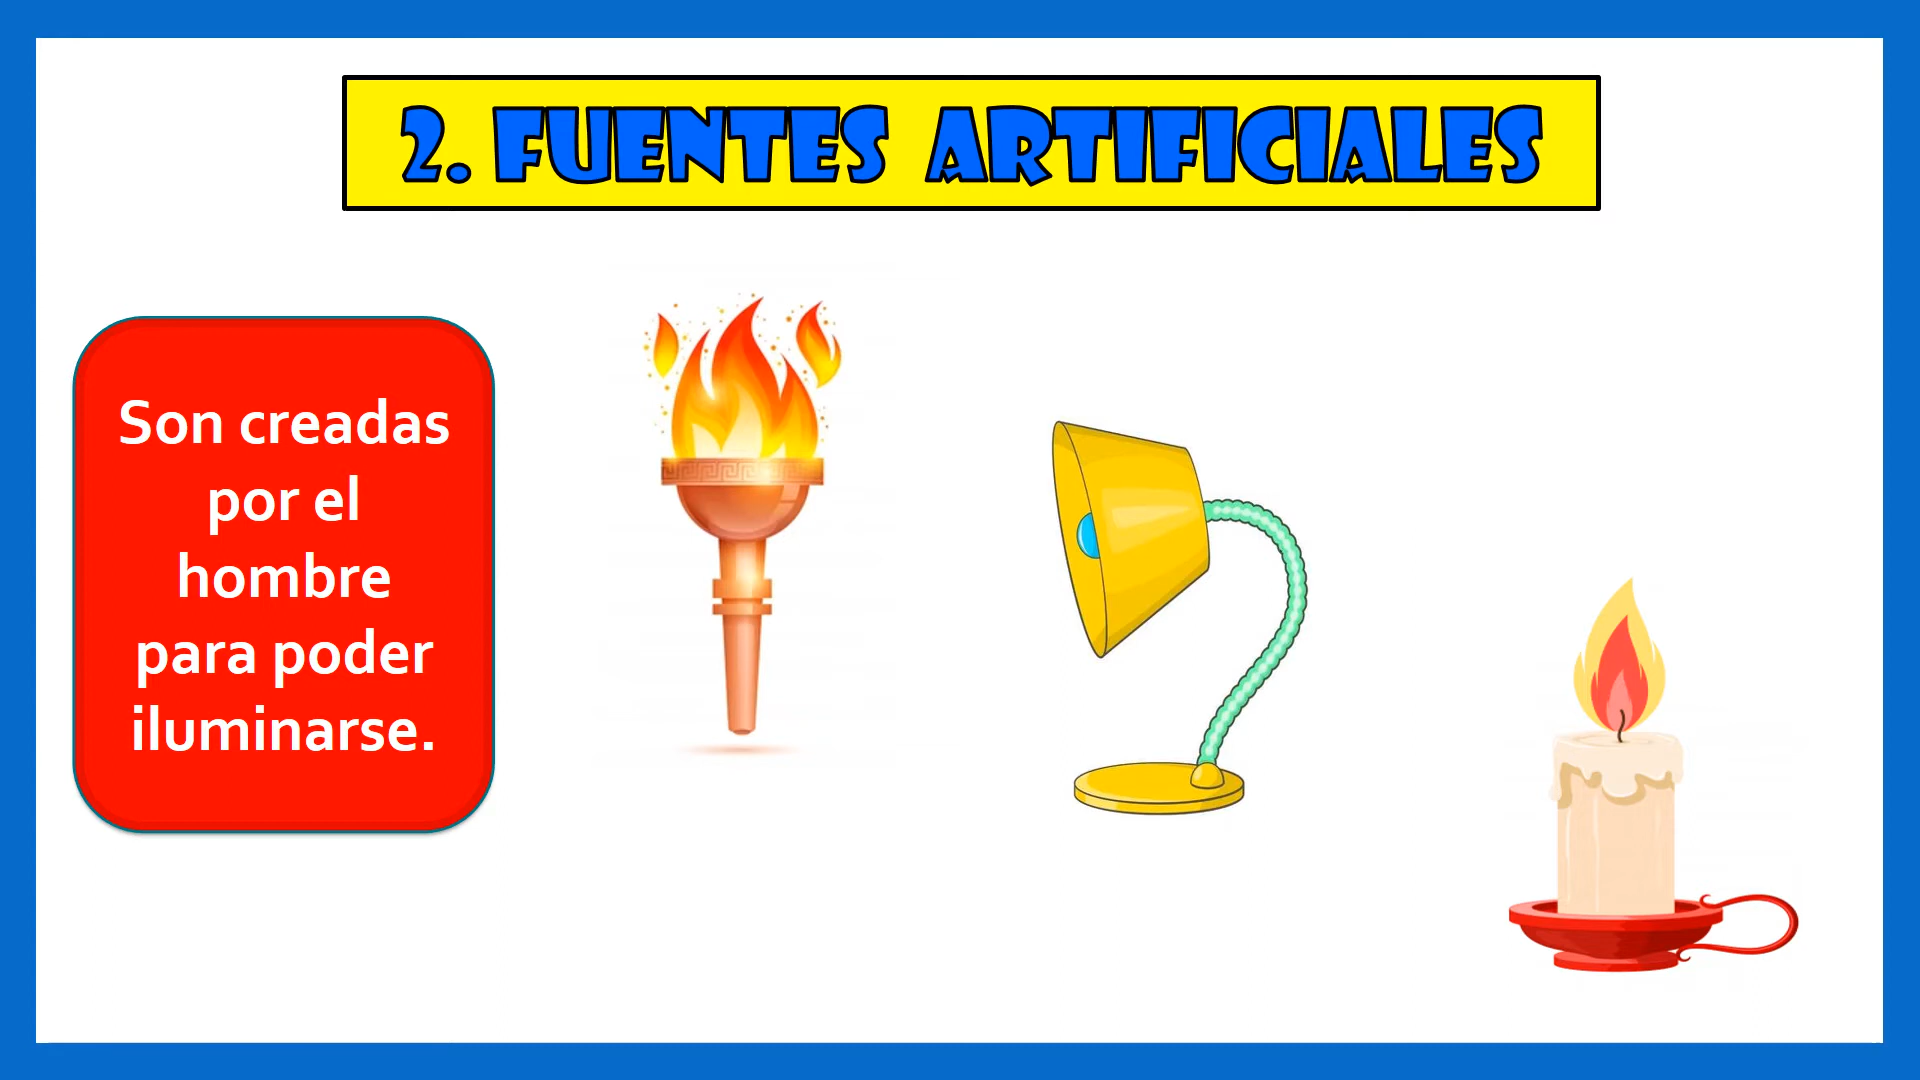 2. FUENTES ARTIFICIALES
Son creadas
por el
hombre
para poder
iluminarse.